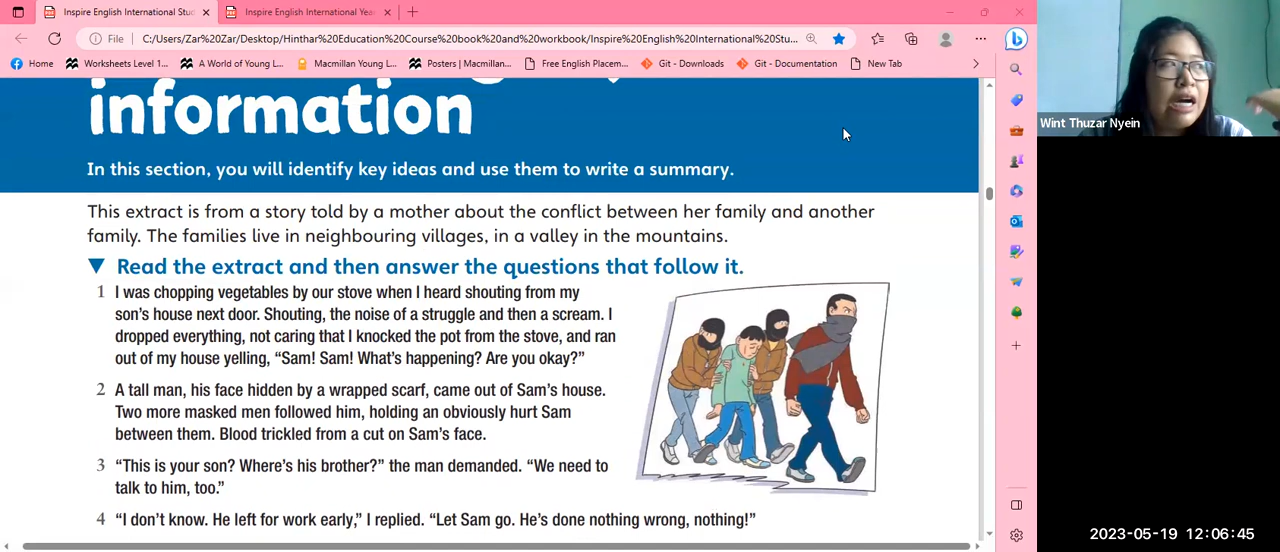 Inspire English International Stu
Inspire English International Yea
File
C:/Users/Zar%20Zar/Desktop/Hinthar%20Education%20Course%20book%20and%20workbook/Inspire%20English%20International%20Stu...
Home
Worksheets Level 1...
A World of Young L...
Macmillan Young L...
Posters | Macmillan...
Free English Placem...
Git - Downloads
Git - Documentation
New Tab
Wint Thuzar Nyein
information
In this section, you will identify key ideas and use them to write a summary.
This extract is from a story told by a mother about the conflict between her family and another
family. The families live in neighbouring villages, in a valley in the mountains.
▼ Read the extract and then answer the questions that follow it.
1 I was chopping vegetables by our stove when I heard shouting from my
son's house next door. Shouting, the noise of a struggle and then a scream. I
dropped everything, not caring that I knocked the pot from the stove, and ran
out of my house yelling, “Sam! Sam! What's happening? Are you okay?”
2 A tall man, his face hidden by a wrapped scarf, came out of Sam's house.
Two more masked men followed him, holding an obviously hurt Sam
between them. Blood trickled from a cut on Sam's face.
3 “This is your son? Where's his brother?” the man demanded. “We need to
talk to him, too.”
4 “I don't know. He left for work early,” I replied. “Let Sam go. He's done nothing wrong, nothing!”
2023-05-19 12:06:45